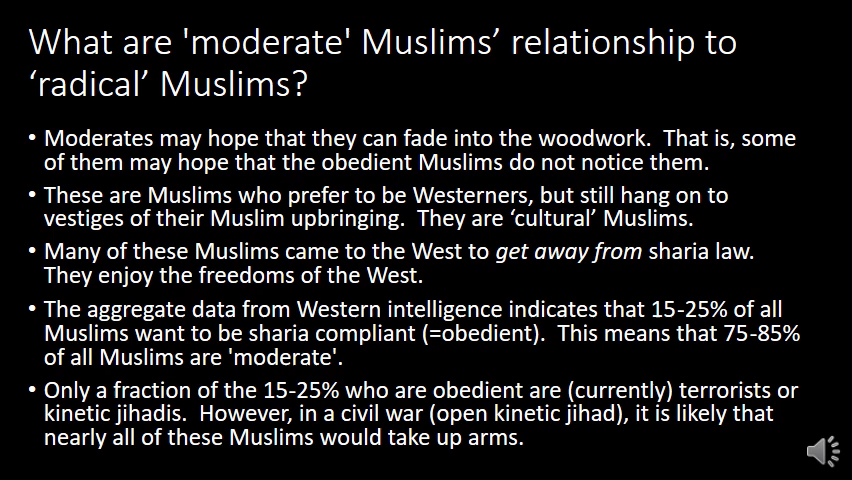 What are 'moderate' Muslims’ relationship to
‘radical’ Muslims?
• Moderates may hope that they can fade into the woodwork.  That is, some
of them may hope that the obedient Muslims do not notice them.
• These are Muslims who prefer to be Westerners, but still hang on to
vestiges of their Muslim upbringing.  They are ‘cultural’ Muslims.
• Many of these Muslims came to the West to get away from sharia law.
They enjoy the freedoms of the West.
• The aggregate data from Western intelligence indicates that 15-25% of all
Muslims want to be sharia compliant (=obedient).  This means that 75-85%
of all Muslims are 'moderate'.
• Only a fraction of the 15-25% who are obedient are (currently) terrorists or
kinetic jihadis.  However, in a civil war (open kinetic jihad), it is likely that
nearly all of these Muslims would take up arms.